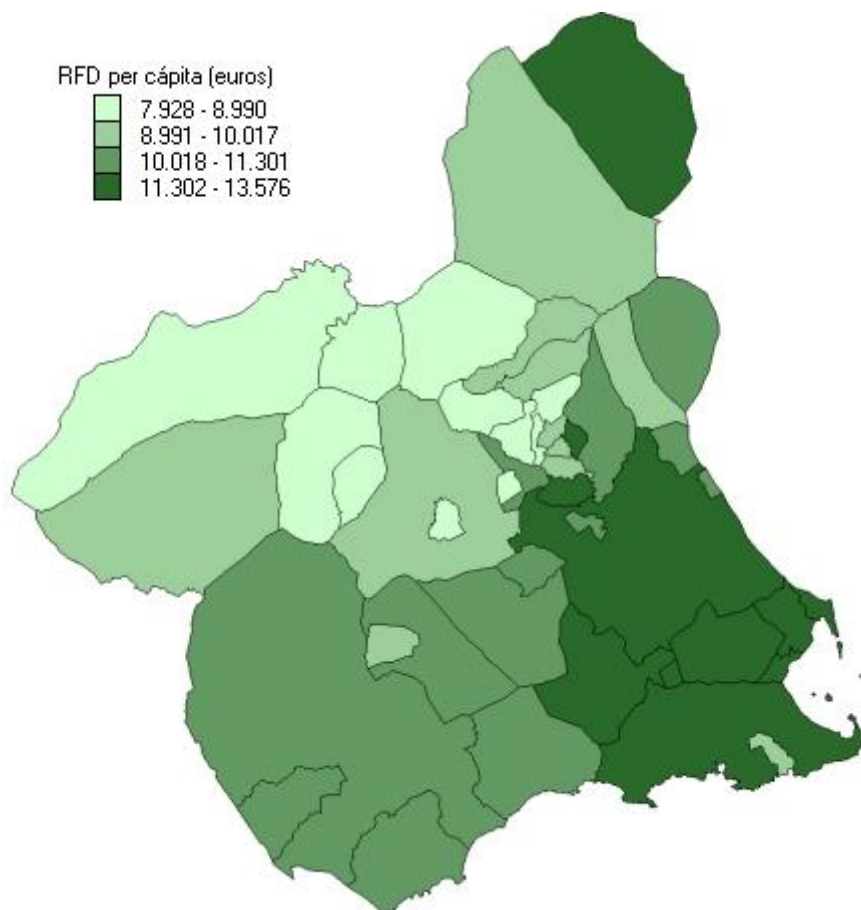 RFD per cápita (euros)
7.928 - 8.990
8.991 - 10.017
10.018 - 11.301
11.302 - 13.576